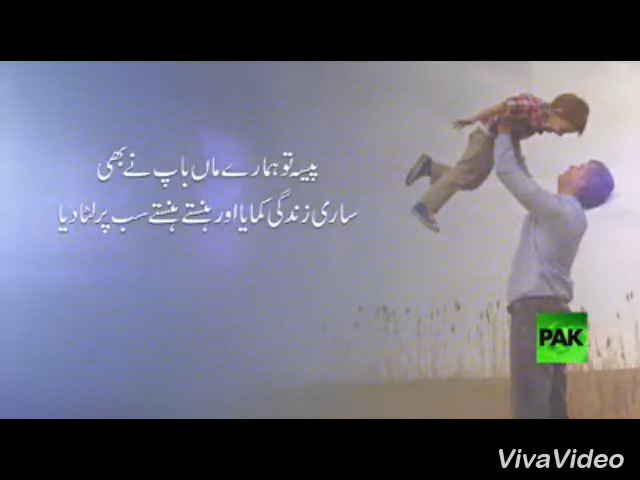 پیسہ تو ہمارے ماں باپ نے بھی
ساری زندگی کمایا اور ہنستے ہنستے سب پر لٹا دیا
PAK
VivaVideo